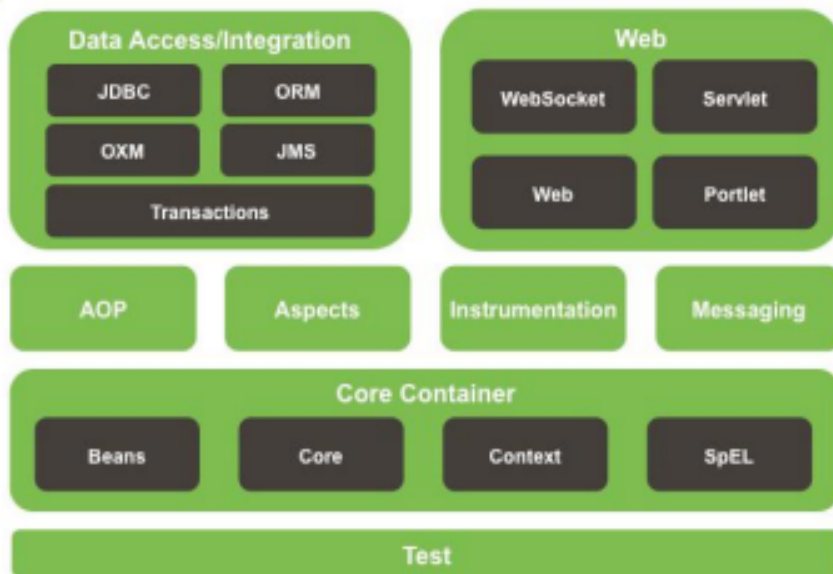 Data Access/Integration
JDBC
ORM
OXM
JMS
Transactions
Web
WebSocket
Servlet
Web
Portlet
AOP
Aspects
Instrumentation
Messaging
Core Container
Beans
Core
Context
SpEL
Test